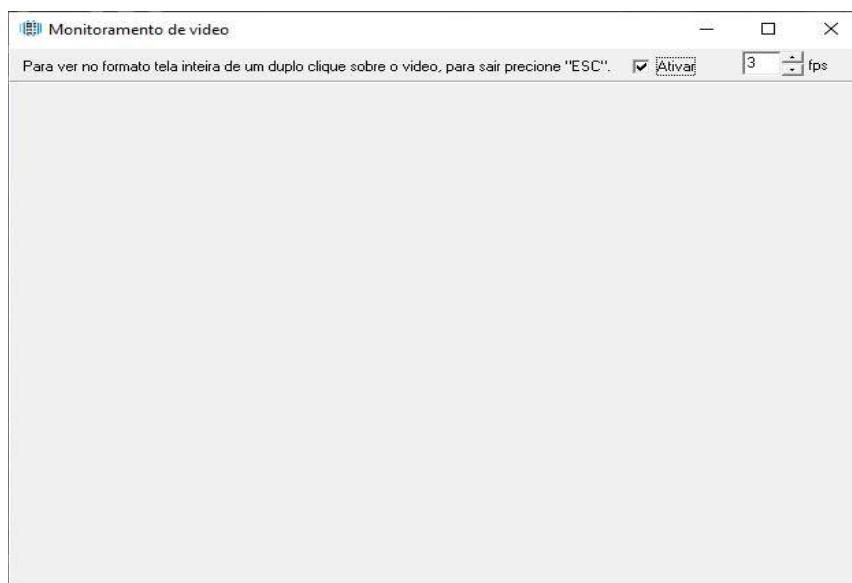 Monitoramento de video
Para ver no formato tela inteira de um duplo clique sobre o video, para sair precione "ESC". Ativar 3 fps